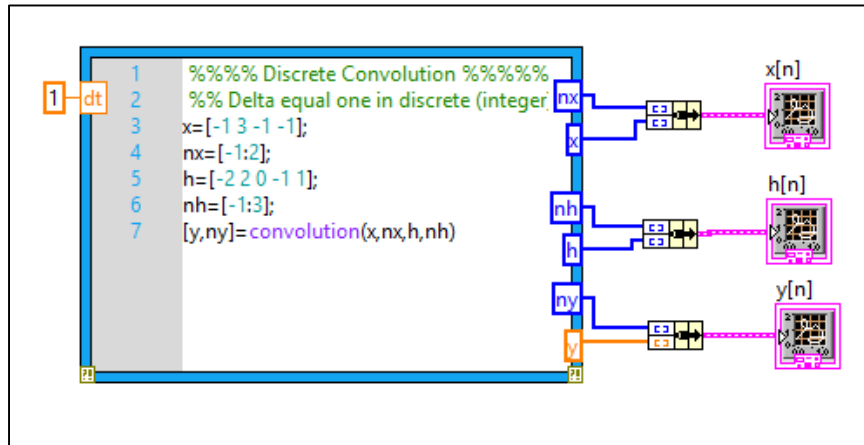 1 %%%% Discrete Convolution %%%%%
2 %% Delta equal one in discrete (integer)
3 x=[-1 3 -1 -1];
4 nx=[-1:2];
5 h=[-2 2 0 -1 1];
6 nh=[-1:3];
7 [y,ny]=convolution(x,nx,h,nh)
1
dt
nx
x
nh
h
ny
y
x[n]
h[n]
y[n]